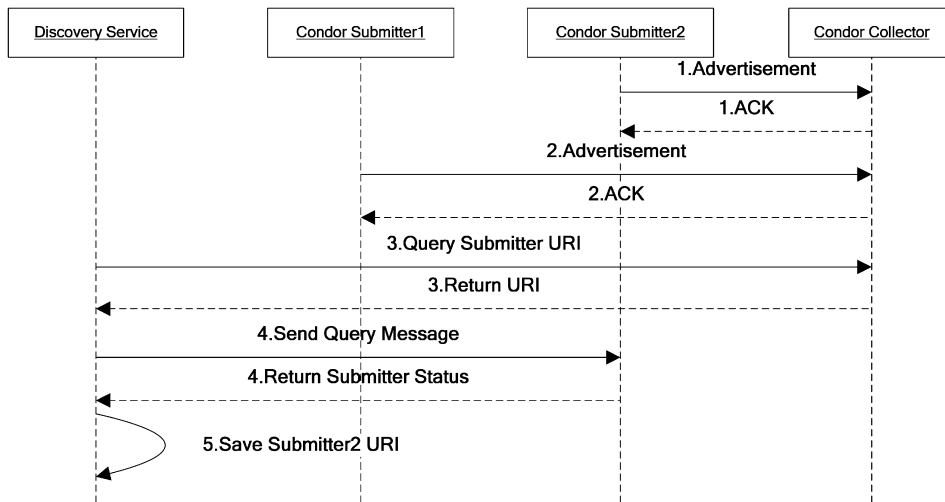 Discovery Service
Condor Submitter1
Condor Submitter2
Condor Collector
1.Advertisement
1.ACK
2.Advertisement
2.ACK
3.Query Submitter URI
3.Return URI
4.Send Query Message
4.Return Submitter Status
5.Save Submitter2 URI